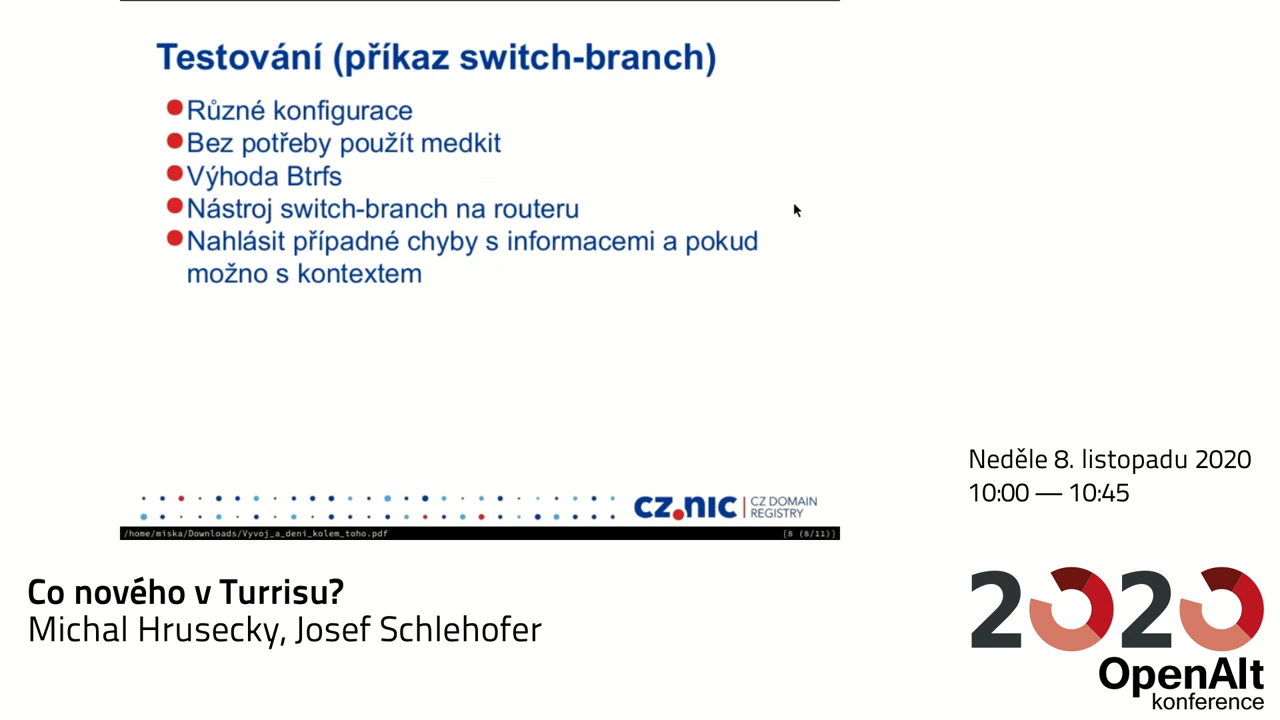 Testování (příkaz switch-branch)
Různé konfigurace
Bez potřeby použít medkit
Výhoda Btrfs
Nástroj switch-branch na routeru
Nahlásit případné chyby s informacemi a pokud
možno s kontextem
cz.nic
CZ DOMAIN
REGISTRY
/home/miska/Downloads/Vyvoj_a_deni_kolem_toho.pdf
[8 (8/11)]
Neděle 8. listopadu 2020
10:00 — 10:45
Co nového v Turrisu?
Michal Hrusecky, Josef Schlehofer
2020
OpenAlt
konference